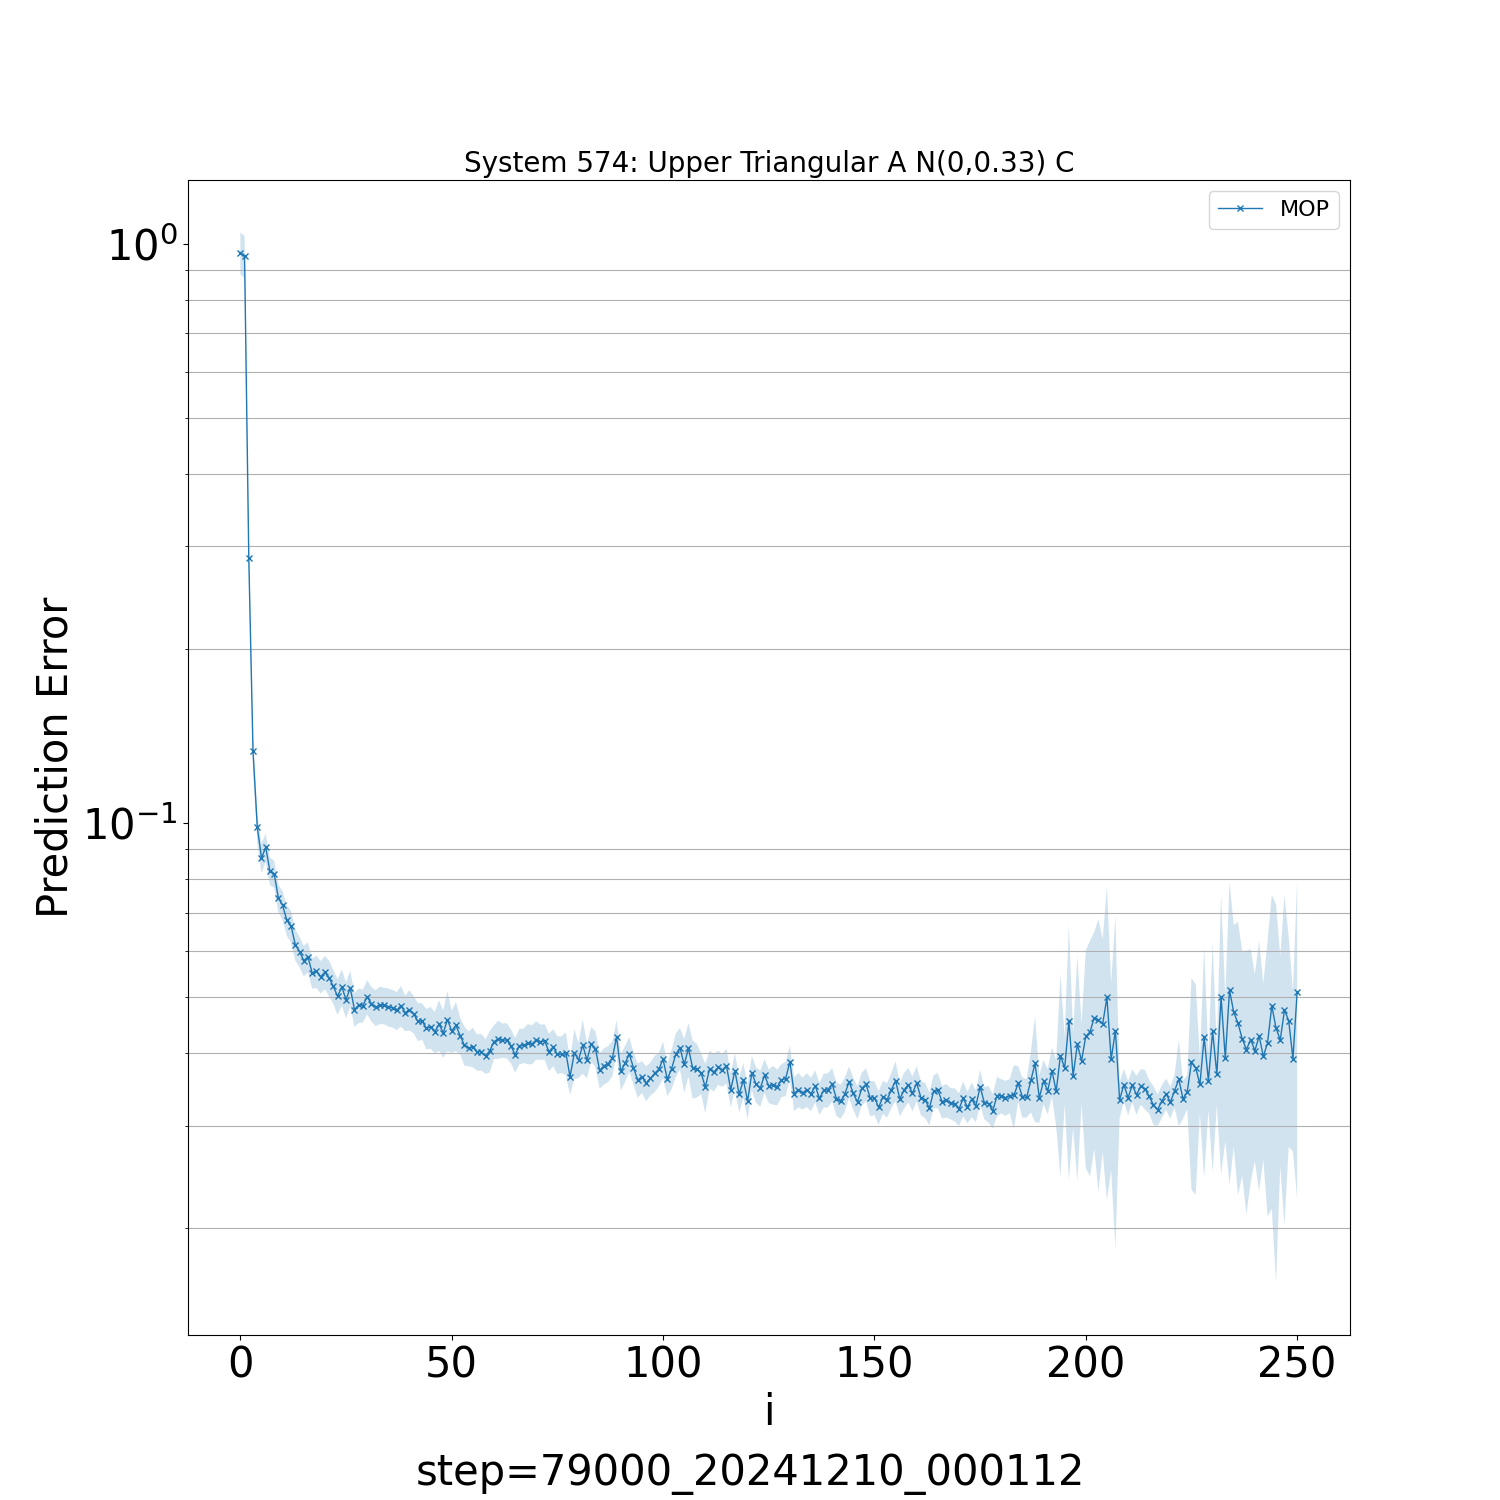 System 574: Upper Triangular A N(0,0.33) C
MOP
10⁰
10⁻¹
Prediction Error
0 50 100 150 200 250
i
step=79000_20241210_000112